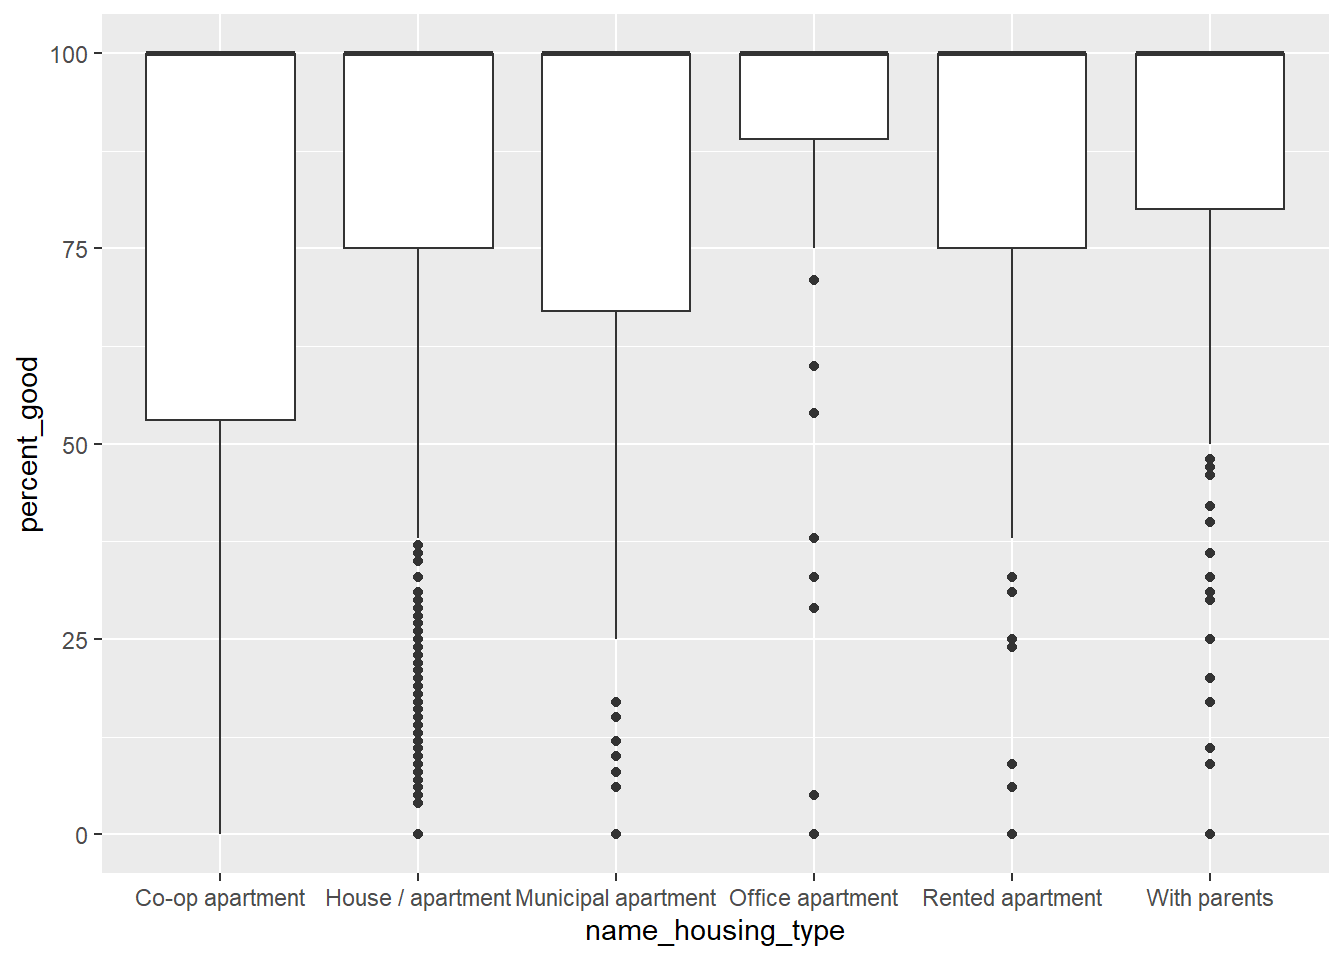 100
75
50
25
0
percent_good
Co-op apartment House / apartment Municipal apartment Office apartment Rented apartment With parents
name_housing_type